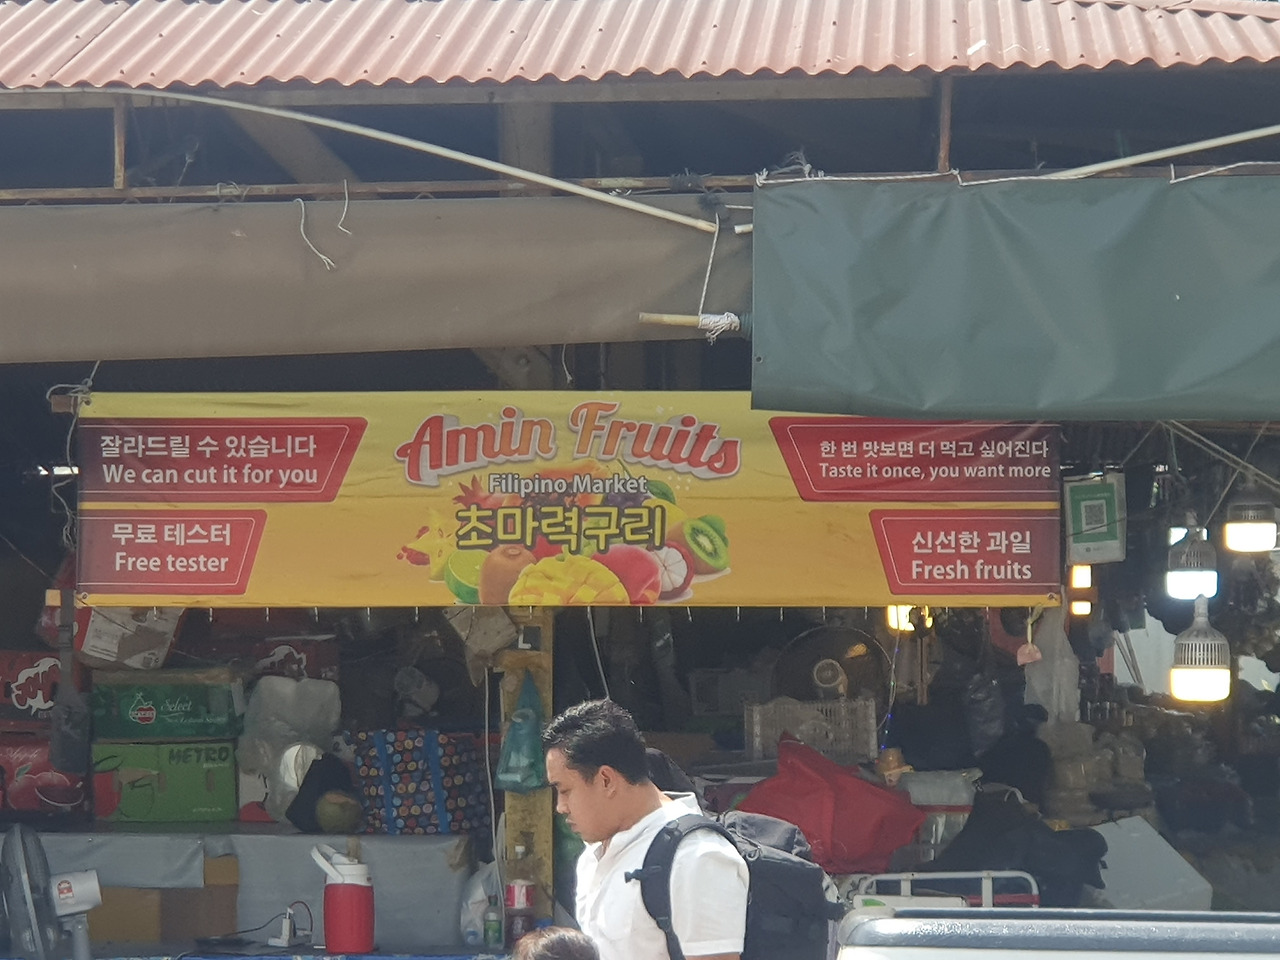 Amin Fruits
Filipino Market
초마력구리
잘라드릴 수 있습니다
We can cut it for you
무료 테스터
Free tester
한 번 맛보면 더 먹고 싶어진다
Taste it once, you want more
신선한 과일
Fresh fruits
Select
METRO